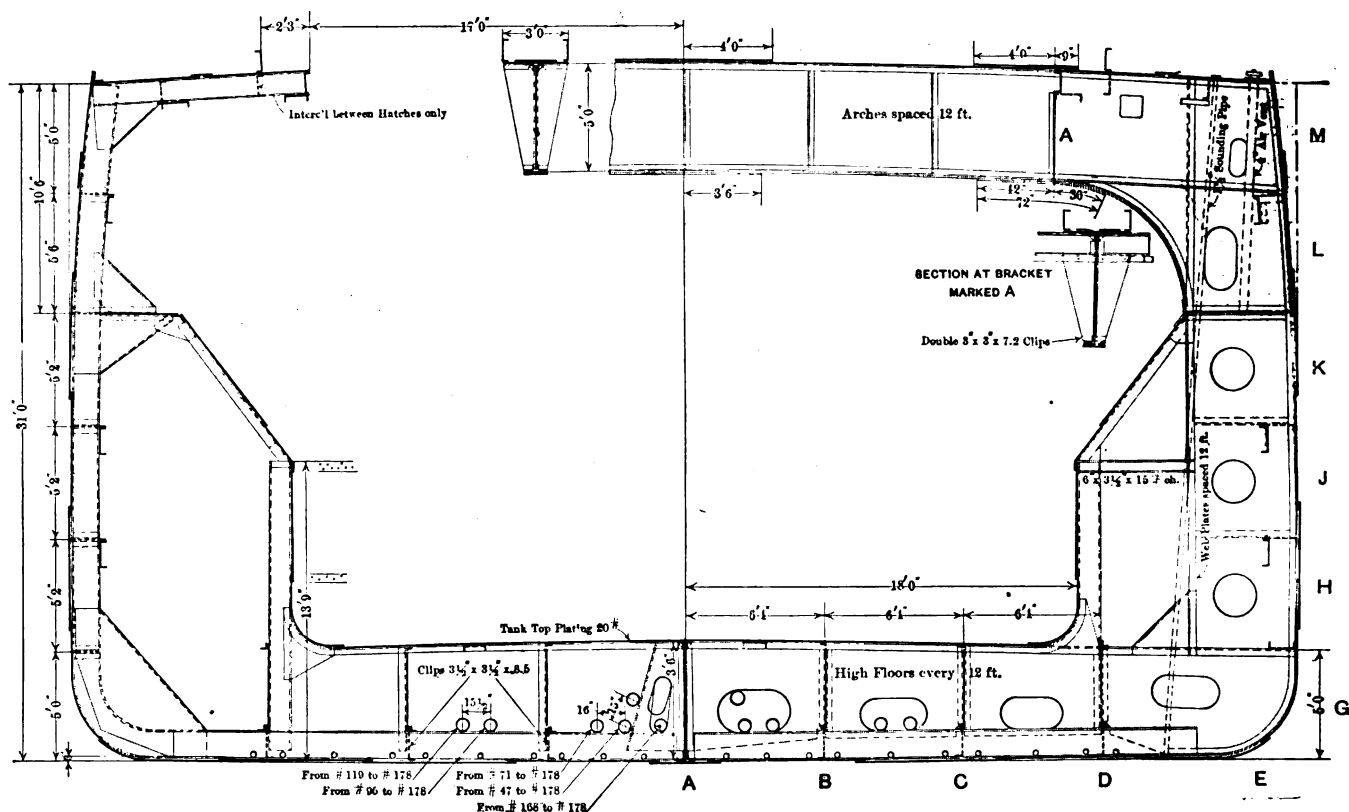 2'3"
17'0"
3'0"
4'0"
4'0"
9"
Interc'l between Hatches only
5'0"
Arches spaced 12 ft.
A
M
Sounding Pipe
Air Vent
5'0"
10'6"
5'6"
3'6"
42"
30"
72"
L
SECTION AT BRACKET
MARKED A
Double 3"x 3"x 7.2 Clips
K
5'2"
31'0"
5'2"
6"x 3½"x 15# ch.
Web Plates spaced 12 ft.
J
5'2"
13'9"
18'0"
H
6'4"
6'4"
Tank Top Plating 20#
Clips 3½"x 3½"x 8.5
3'6"
High Floors every 12 ft.
15½"
16"
5'0"
5'0"
G
From # 119 to # 178
From # 71 to # 178
From # 96 to # 178
From # 47 to # 178
From # 168 to # 178
A
B
C
D
E